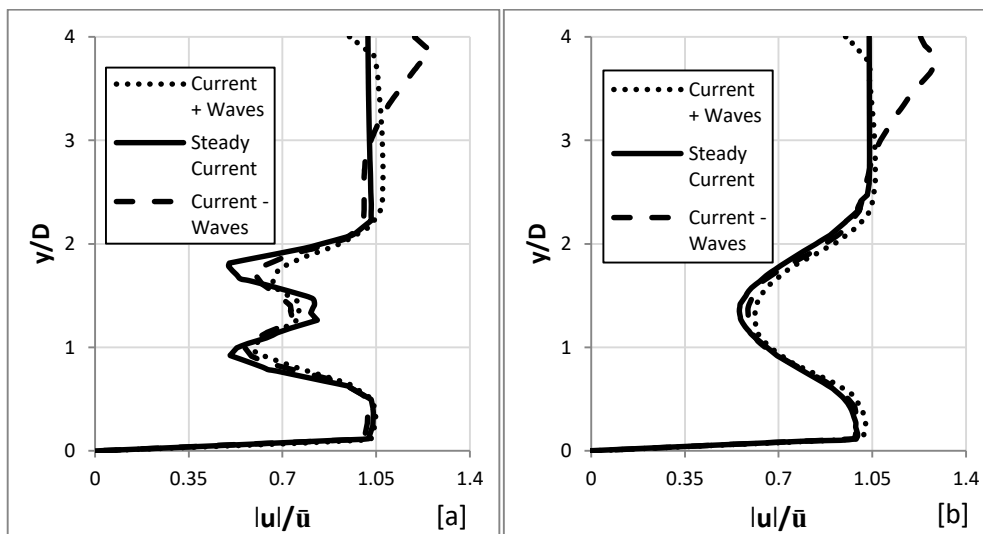 4
3
2
1
0
y/D
Current
+ Waves
Steady
Current
Current -
Waves
0 0.35 0.7 1.05 1.4
|u|/ū [a]
4
3
2
1
0
y/D
Current
+ Waves
Steady
Current
Current -
Waves
0 0.35 0.7 1.05 1.4
|u|/ū [b]